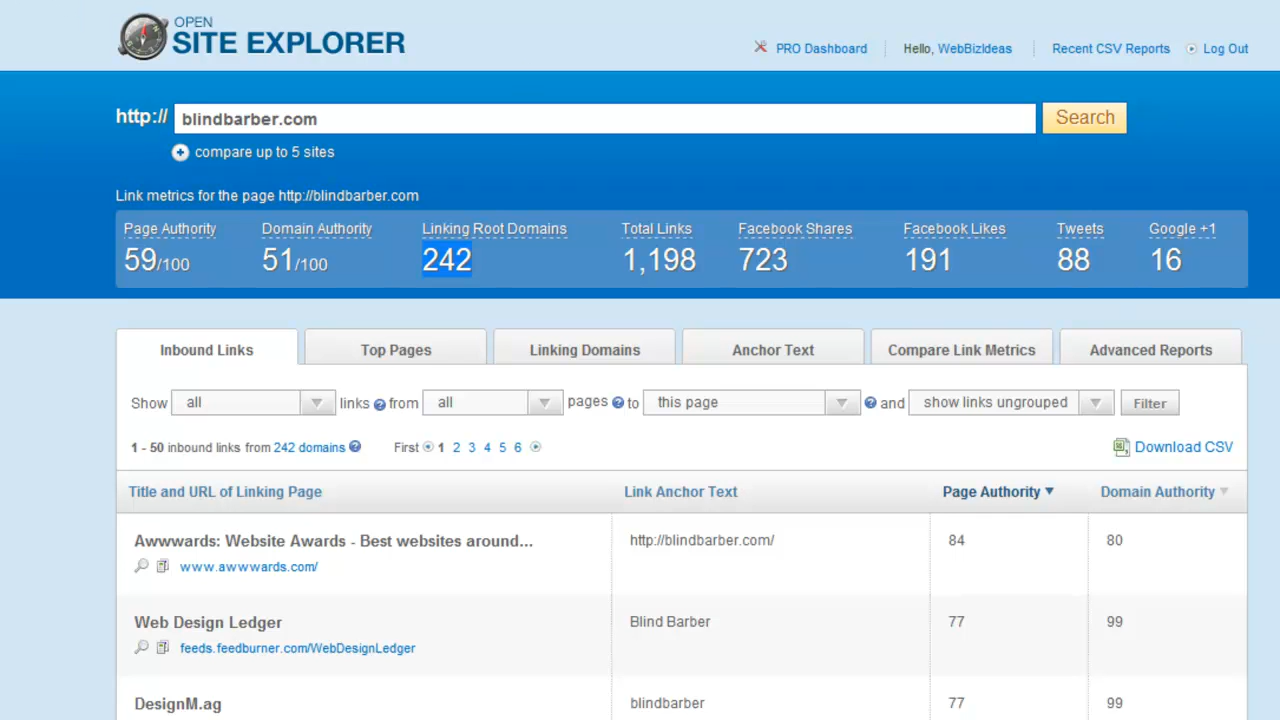 OPEN
SITE EXPLORER
PRO Dashboard
Hello, WebBizIdeas
Recent CSV Reports
Log Out
http://
blindbarber.com
Search
compare up to 5 sites
Link metrics for the page http://blindbarber.com
Page Authority Domain Authority Linking Root Domains Total Links Facebook Shares Facebook Likes Tweets Google +1
59/100 51/100 242 1,198 723 191 88 16
Inbound Links Top Pages Linking Domains Anchor Text Compare Link Metrics Advanced Reports
Show all links ? from all pages ? to this page ? and show links ungrouped Filter
1 - 50 inbound links from 242 domains ? First 1 2 3 4 5 6 Download CSV
Title and URL of Linking Page Link Anchor Text Page Authority Domain Authority
Awwwards: Website Awards - Best websites around... http://blindbarber.com/ 84 80
www.awwwards.com/
Web Design Ledger Blind Barber 77 99
feeds.feedburner.com/WebDesignLedger
DesignM.ag blindbarber 77 99